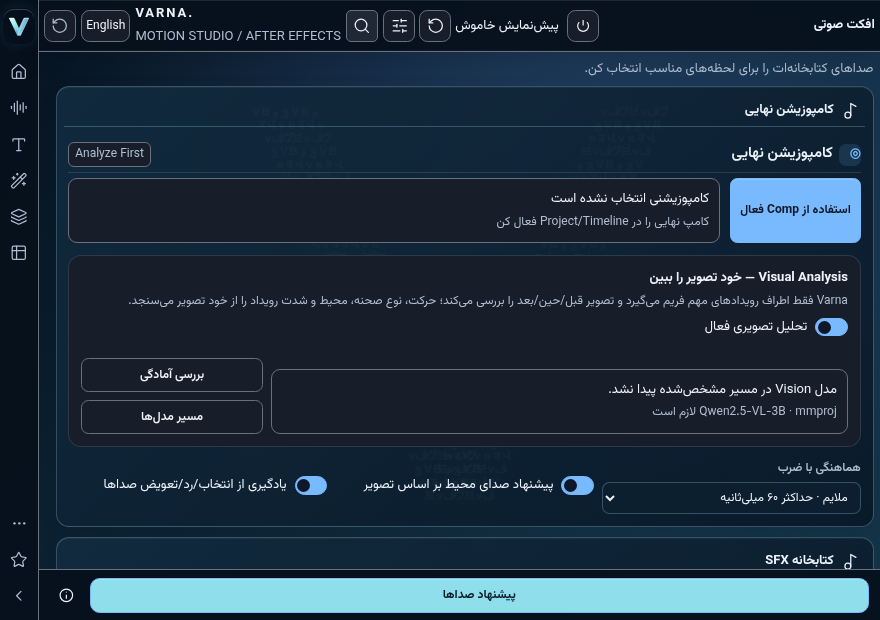 افکت صوتی
پیش‌نمایش خاموش
VARNA.
MOTION STUDIO / AFTER EFFECTS
English
صداهای کتابخانه‌ات را برای لحظه‌های مناسب انتخاب کن.
کامپوزیشن نهایی
کامپوزیشن نهایی
Analyze First
استفاده از Comp فعال
کامپوزیشنی انتخاب نشده است
کامپ نهایی را در Project/Timeline فعال کن
Visual Analysis — خود تصویر را ببین
Varna فقط اطراف رویدادهای مهم فریم می‌گیرد و تصویر قبل/حین/بعد را بررسی می‌کند؛ حرکت، نوع صحنه، محیط و شدت رویداد را از خود تصویر می‌سنجد.
تحلیل تصویری فعال
مدل Vision در مسیر مشخص‌شده پیدا نشد.
Qwen2.5-VL-3B · mmproj لازم است
بررسی آمادگی
مسیر مدل‌ها
هماهنگی با ضرب
ملایم · حداکثر ۶۰ میلی‌ثانیه
پیشنهاد صدای محیط بر اساس تصویر
یادگیری از انتخاب/رد/تعویض صداها
کتابخانه SFX
پیشنهاد صداها